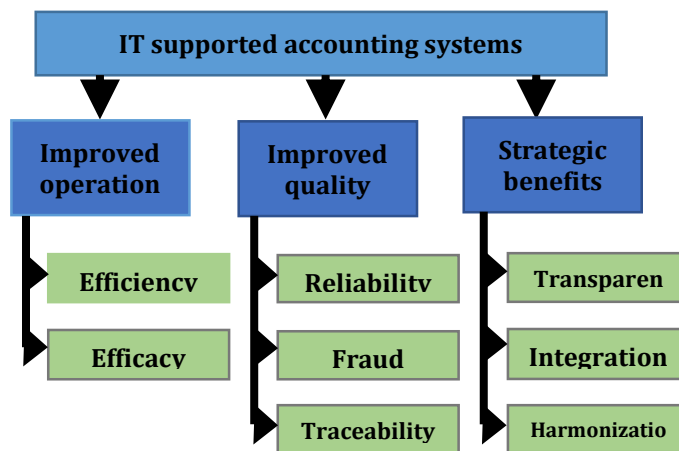 IT supported accounting systems
Improved
operation
Improved
quality
Strategic
benefits
Efficiency
Efficacy
Reliability
Fraud
Traceability
Transparen
Integration
Harmonizatio